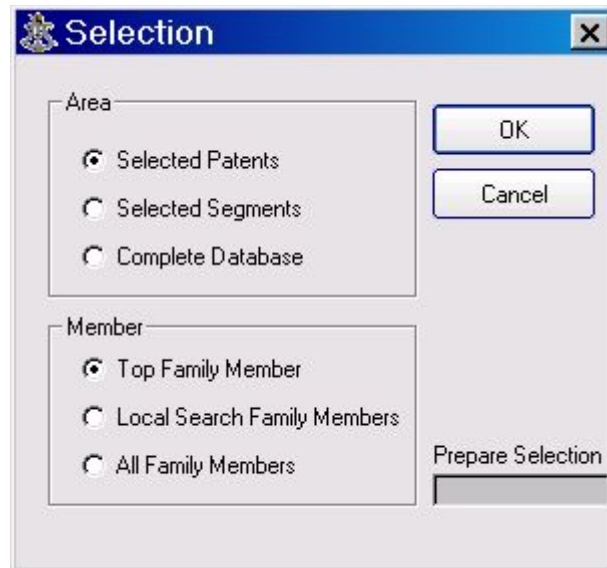 Selection
Area
Selected Patents
Selected Segments
Complete Database
OK
Cancel
Member
Top Family Member
Local Search Family Members
All Family Members
Prepare Selection